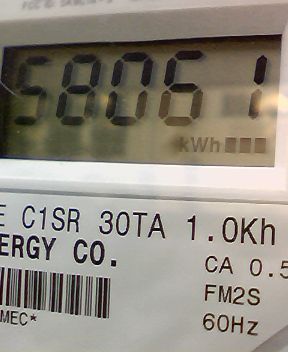 58061
kWh
E C1SR 30TA 1.0Kh
ERGY CO.
CA 0.5
FM2S
MEC*
60Hz